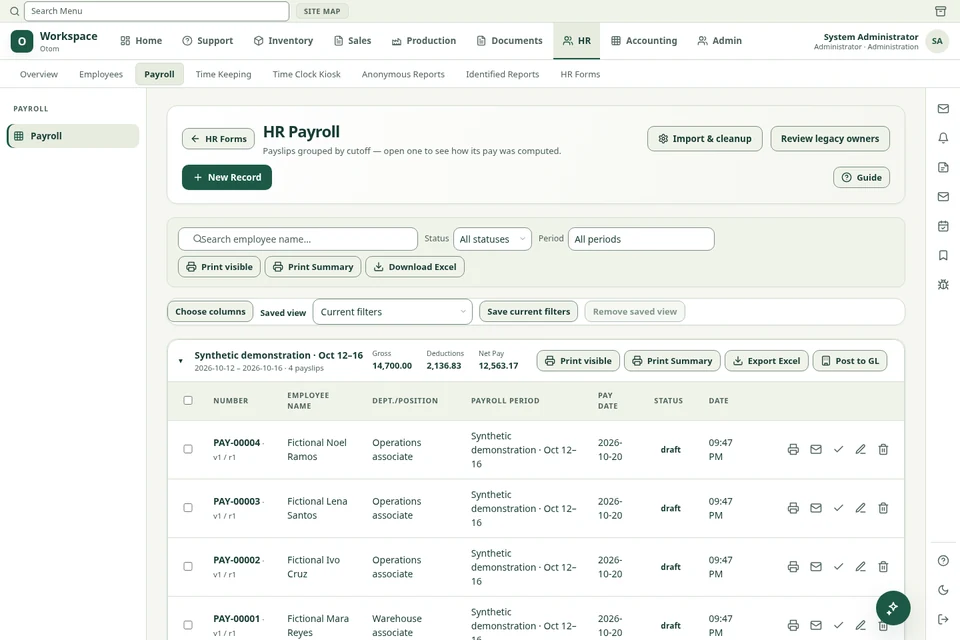 Search Menu
SITE MAP
O
Workspace
Otom
Home
Support
Inventory
Sales
Production
Documents
HR
Accounting
Admin
System Administrator
Administrator · Administration
SA
Overview
Employees
Payroll
Time Keeping
Time Clock Kiosk
Anonymous Reports
Identified Reports
HR Forms
PAYROLL
Payroll
HR Forms
HR Payroll
Payslips grouped by cutoff — open one to see how its pay was computed.
Import & cleanup
Review legacy owners
New Record
Guide
Search employee name...
Status
All statuses
Period
All periods
Print visible
Print Summary
Download Excel
Choose columns
Saved view
Current filters
Save current filters
Remove saved view
Synthetic demonstration · Oct 12–16
2026-10-12 – 2026-10-16 · 4 payslips
Gross
14,700.00
Deductions
2,136.83
Net Pay
12,563.17
Print visible
Print Summary
Export Excel
Post to GL
NUMBER
EMPLOYEE
NAME
DEPT./POSITION
PAYROLL PERIOD
PAY
DATE
STATUS
DATE
PAY-00004 ·
v1 / r1
Fictional Noel
Ramos
Operations
associate
Synthetic
demonstration · Oct 12–
16
2026-
10-20
draft
09:47
PM
PAY-00003 ·
v1 / r1
Fictional Lena
Santos
Operations
associate
Synthetic
demonstration · Oct 12–
16
2026-
10-20
draft
09:47
PM
PAY-00002 ·
v1 / r1
Fictional Ivo
Cruz
Operations
associate
Synthetic
demonstration · Oct 12–
16
2026-
10-20
draft
09:47
PM
PAY-00001 ·
v1 / r1
Fictional Mara
Reyes
Warehouse
associate
Synthetic
demonstration · Oct 12–
16
2026-
10-20
draft
09:47
PM